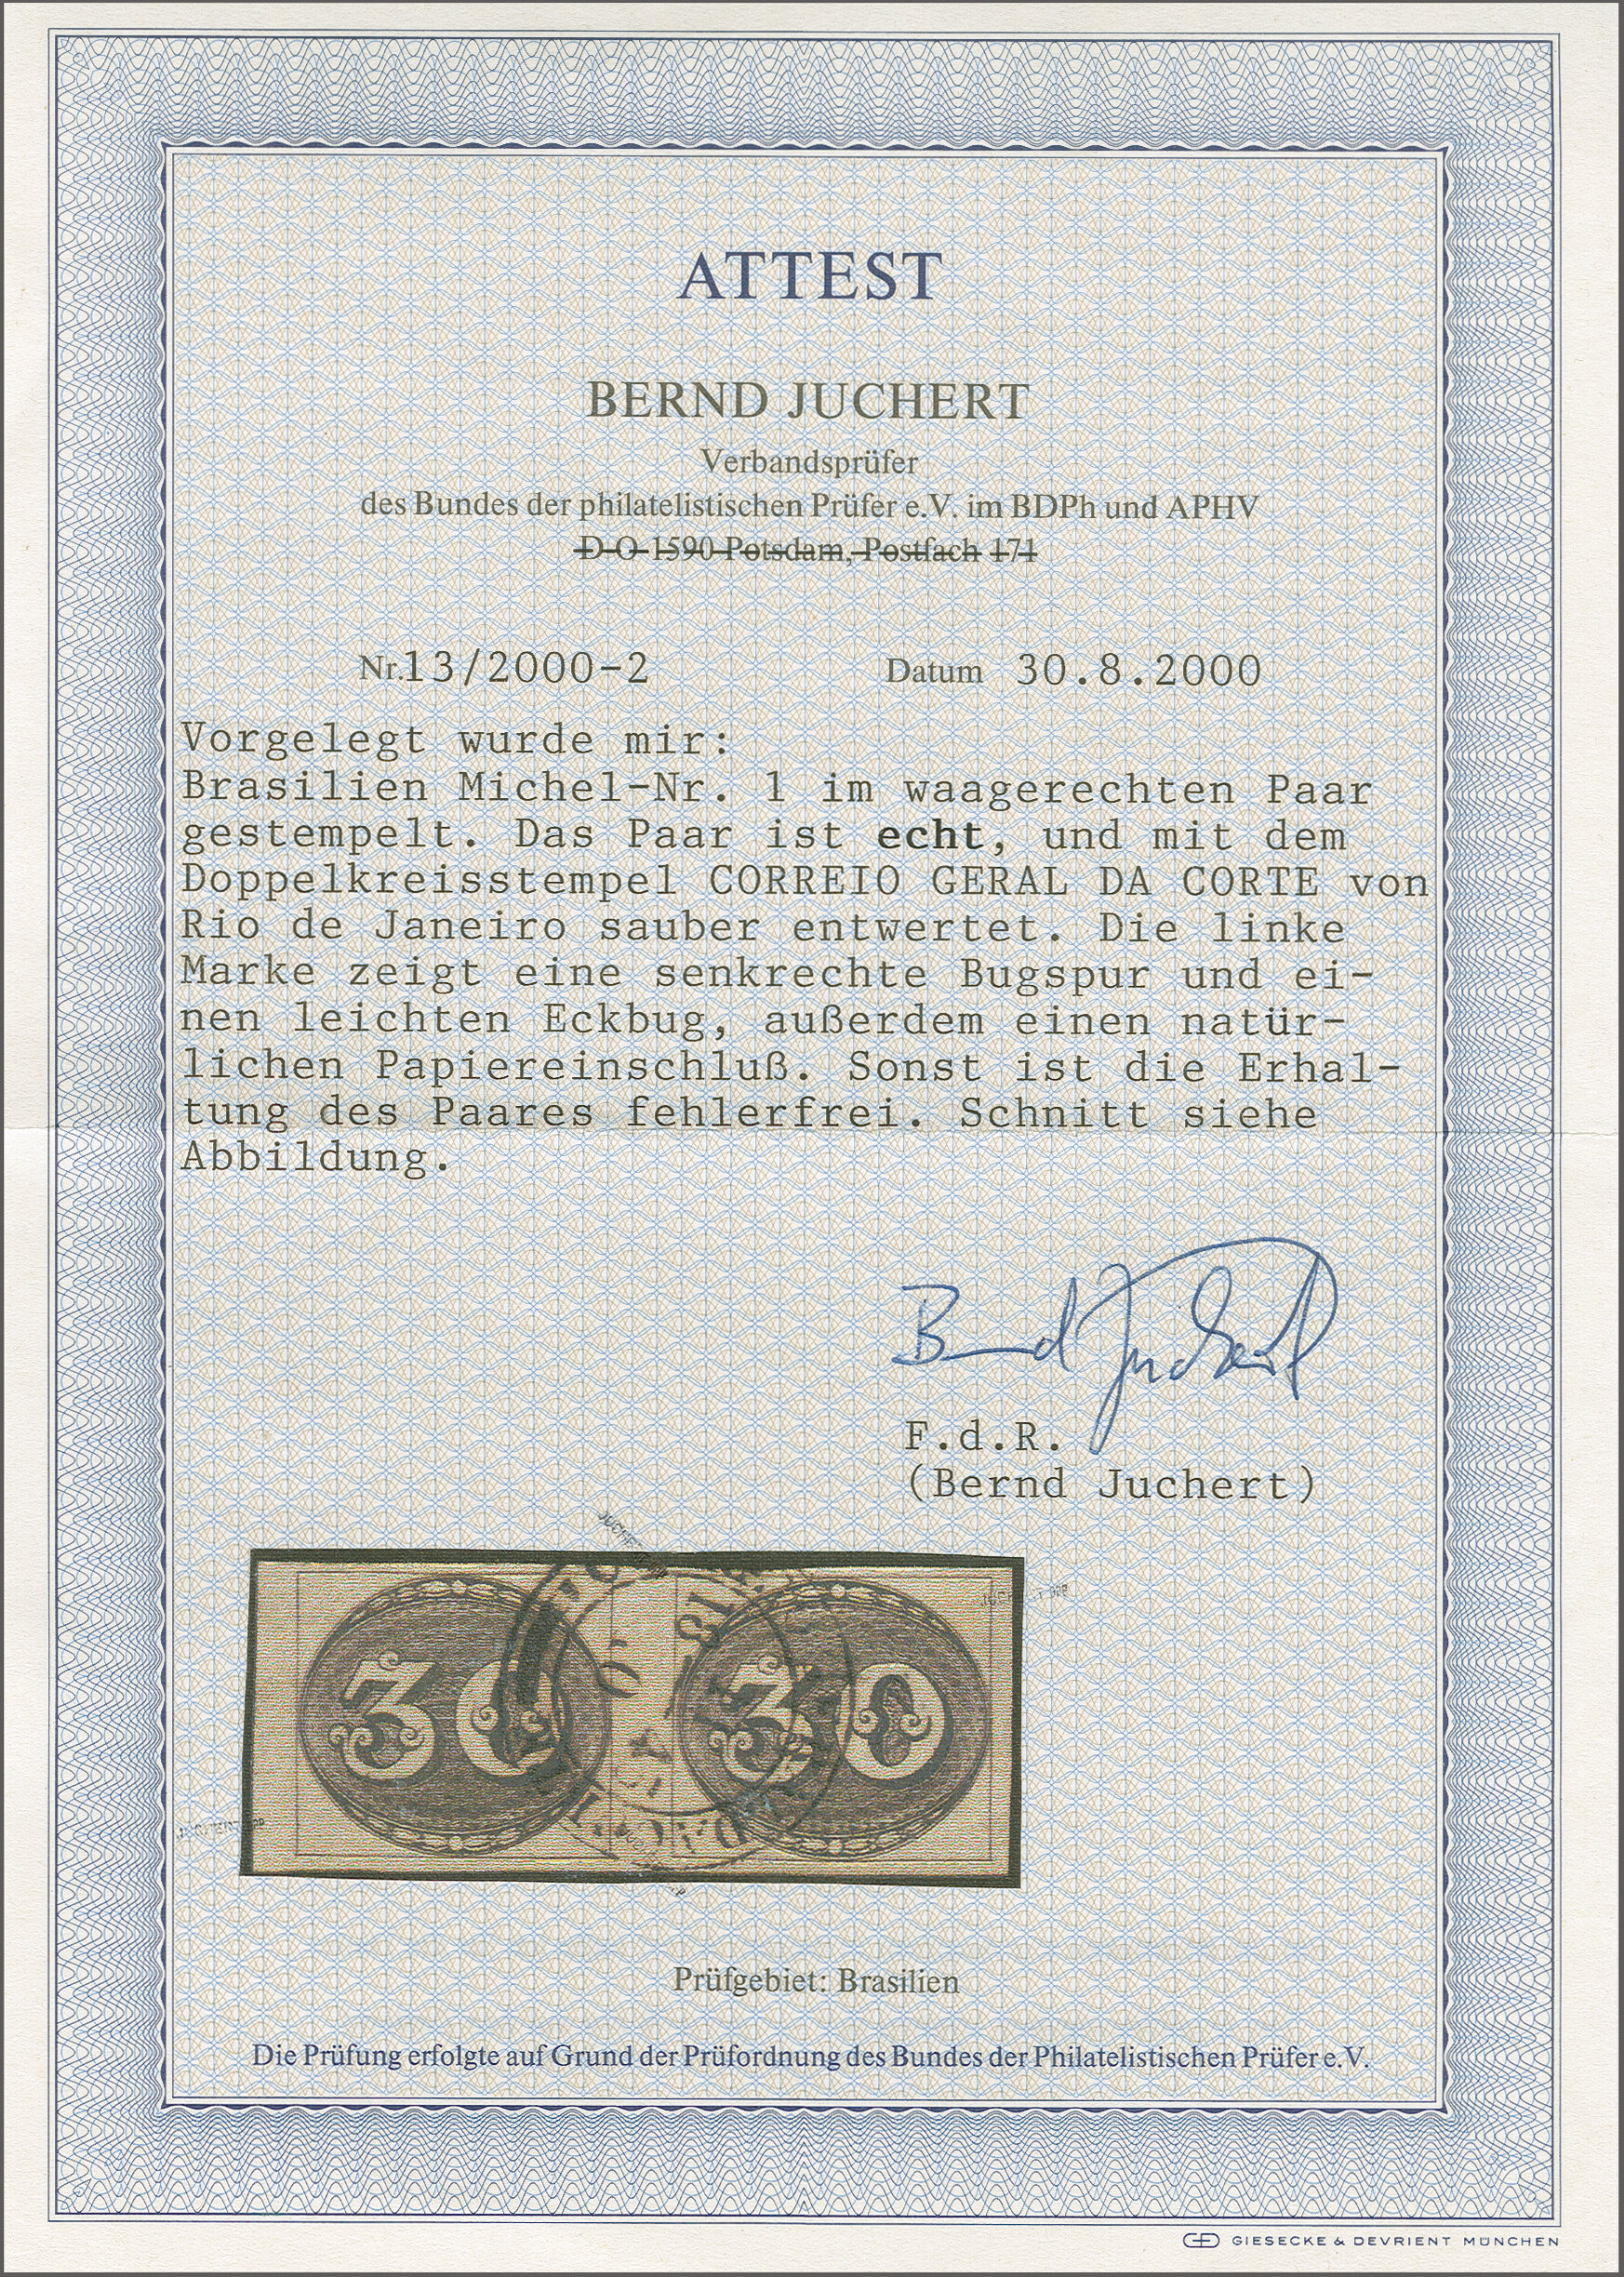 ATTEST
BERND JUCHERT
Verbandsprüfer
des Bundes der philatelistischen Prüfer e.V. im BDPh und APHV
D-O-1590 Potsdam, Postfach 171
Nr. 13/2000-2 Datum 30.8.2000
Vorgelegt wurde mir:
Brasilien Michel-Nr. 1 im waagerechten Paar
gestempelt. Das Paar ist echt, und mit dem
Doppelkreisstempel CORREIO GERAL DA CORTE von
Rio de Janeiro sauber entwertet. Die linke
Marke zeigt eine senkrechte Bugspur und ei-
nen leichten Eckbug, außerdem einen natür-
lichen Papiereinschluß. Sonst ist die Erhal-
tung des Paares fehlerfrei. Schnitt siehe
Abbildung.
Bernd Juchert
F.d.R.
(Bernd Juchert)
30 30
Prüfgebiet: Brasilien
Die Prüfung erfolgte auf Grund der Prüfordnung des Bundes der Philatelistischen Prüfer e.V.
GIESECKE & DEVRIENT MÜNCHEN